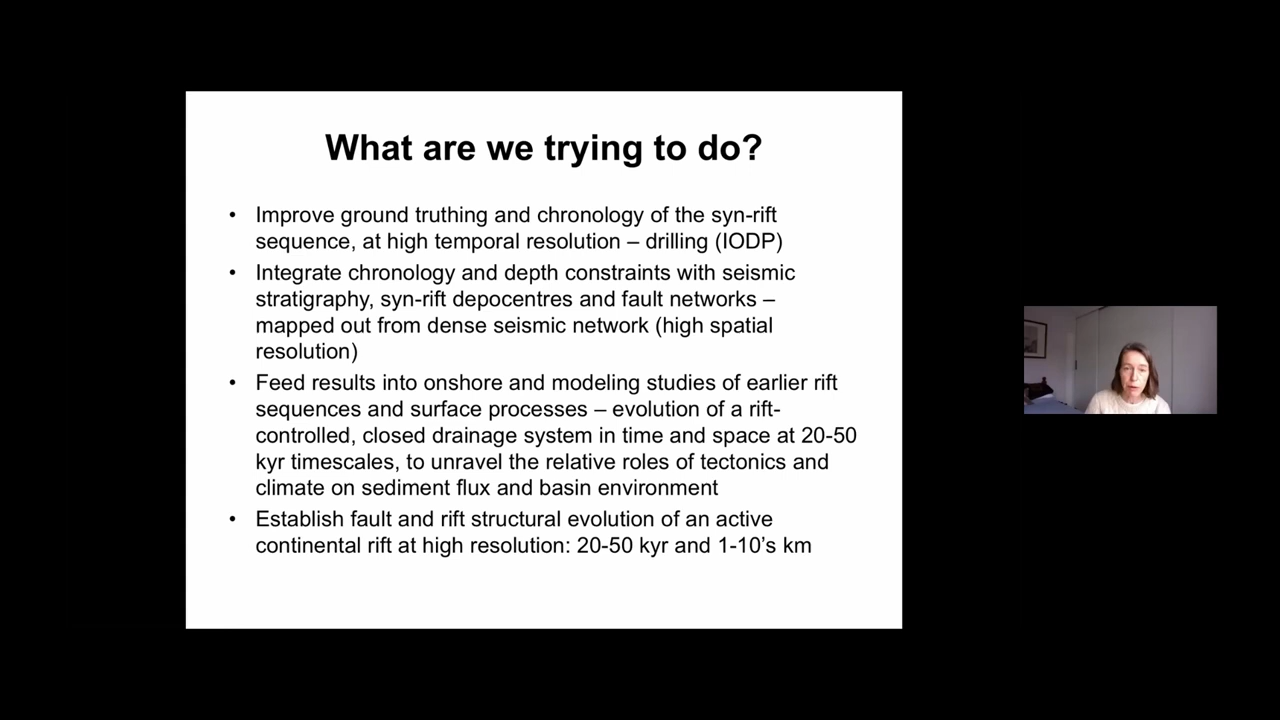 What are we trying to do?
• Improve ground truthing and chronology of the syn-rift
sequence, at high temporal resolution – drilling (IODP)
• Integrate chronology and depth constraints with seismic
stratigraphy, syn-rift depocentres and fault networks –
mapped out from dense seismic network (high spatial
resolution)
• Feed results into onshore and modeling studies of earlier rift
sequences and surface processes – evolution of a rift-
controlled, closed drainage system in time and space at 20-50
kyr timescales, to unravel the relative roles of tectonics and
climate on sediment flux and basin environment
• Establish fault and rift structural evolution of an active
continental rift at high resolution: 20-50 kyr and 1-10’s km